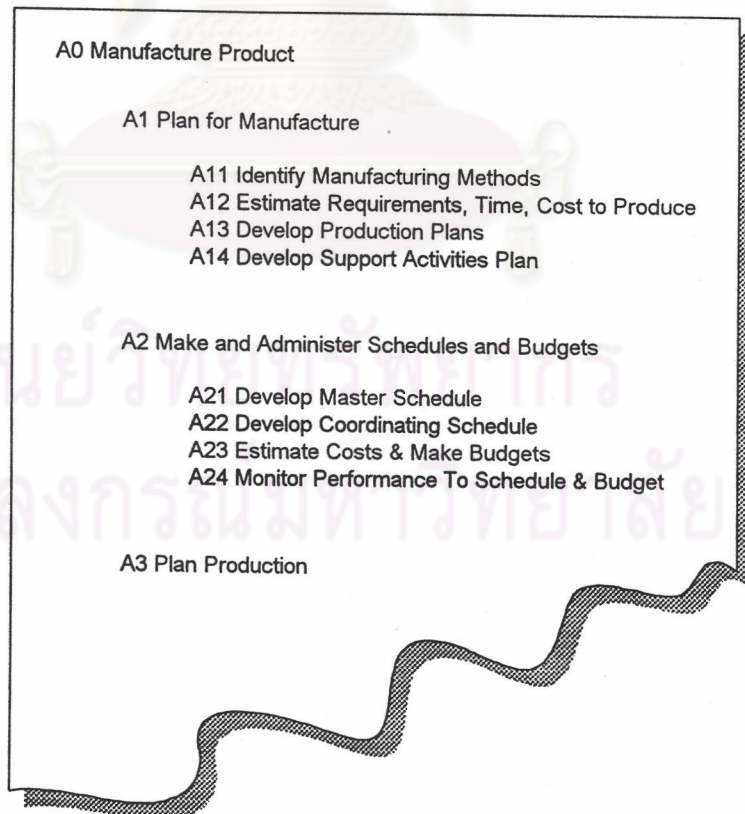 A0 Manufacture Product
A1 Plan for Manufacture
A11 Identify Manufacturing Methods
A12 Estimate Requirements, Time, Cost to Produce
A13 Develop Production Plans
A14 Develop Support Activities Plan
A2 Make and Administer Schedules and Budgets
A21 Develop Master Schedule
A22 Develop Coordinating Schedule
A23 Estimate Costs & Make Budgets
A24 Monitor Performance To Schedule & Budget
A3 Plan Production